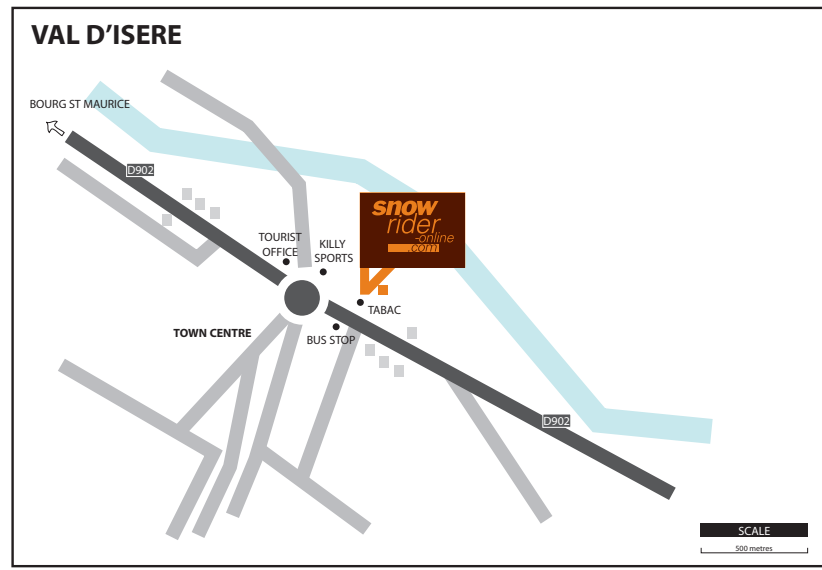 VAL D'ISERE
BOURG ST MAURICE
D902
snow
rider
-online
.com
TOURIST
OFFICE
KILLY
SPORTS
TABAC
TOWN CENTRE
BUS STOP
D902
SCALE
500 metres